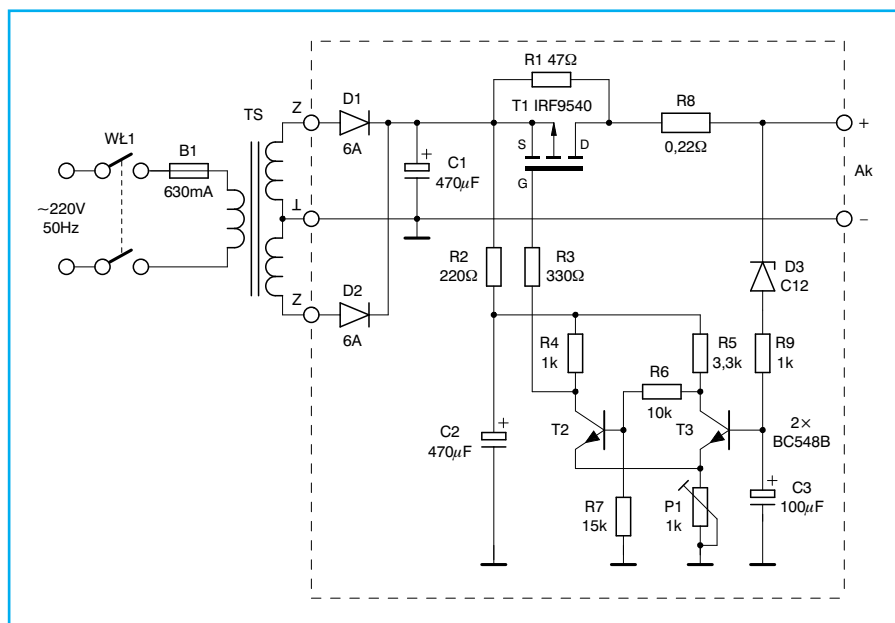 R1 47Ω
T1 IRF9540
R8
0,22Ω
TS
Z
D1
6A
WŁ1
B1
630mA
C1
470µF
+
S
D
G
+
Ak
−
~220V
50Hz
⊥
R2
220Ω
R3
330Ω
D3
C12
D2
Z
6A
R4
1k
R5
3,3k
R9
1k
R6
10k
C2
470µF
+
T2
T3
2×
BC548B
R7
15k
P1
1k
+
C3
100µF